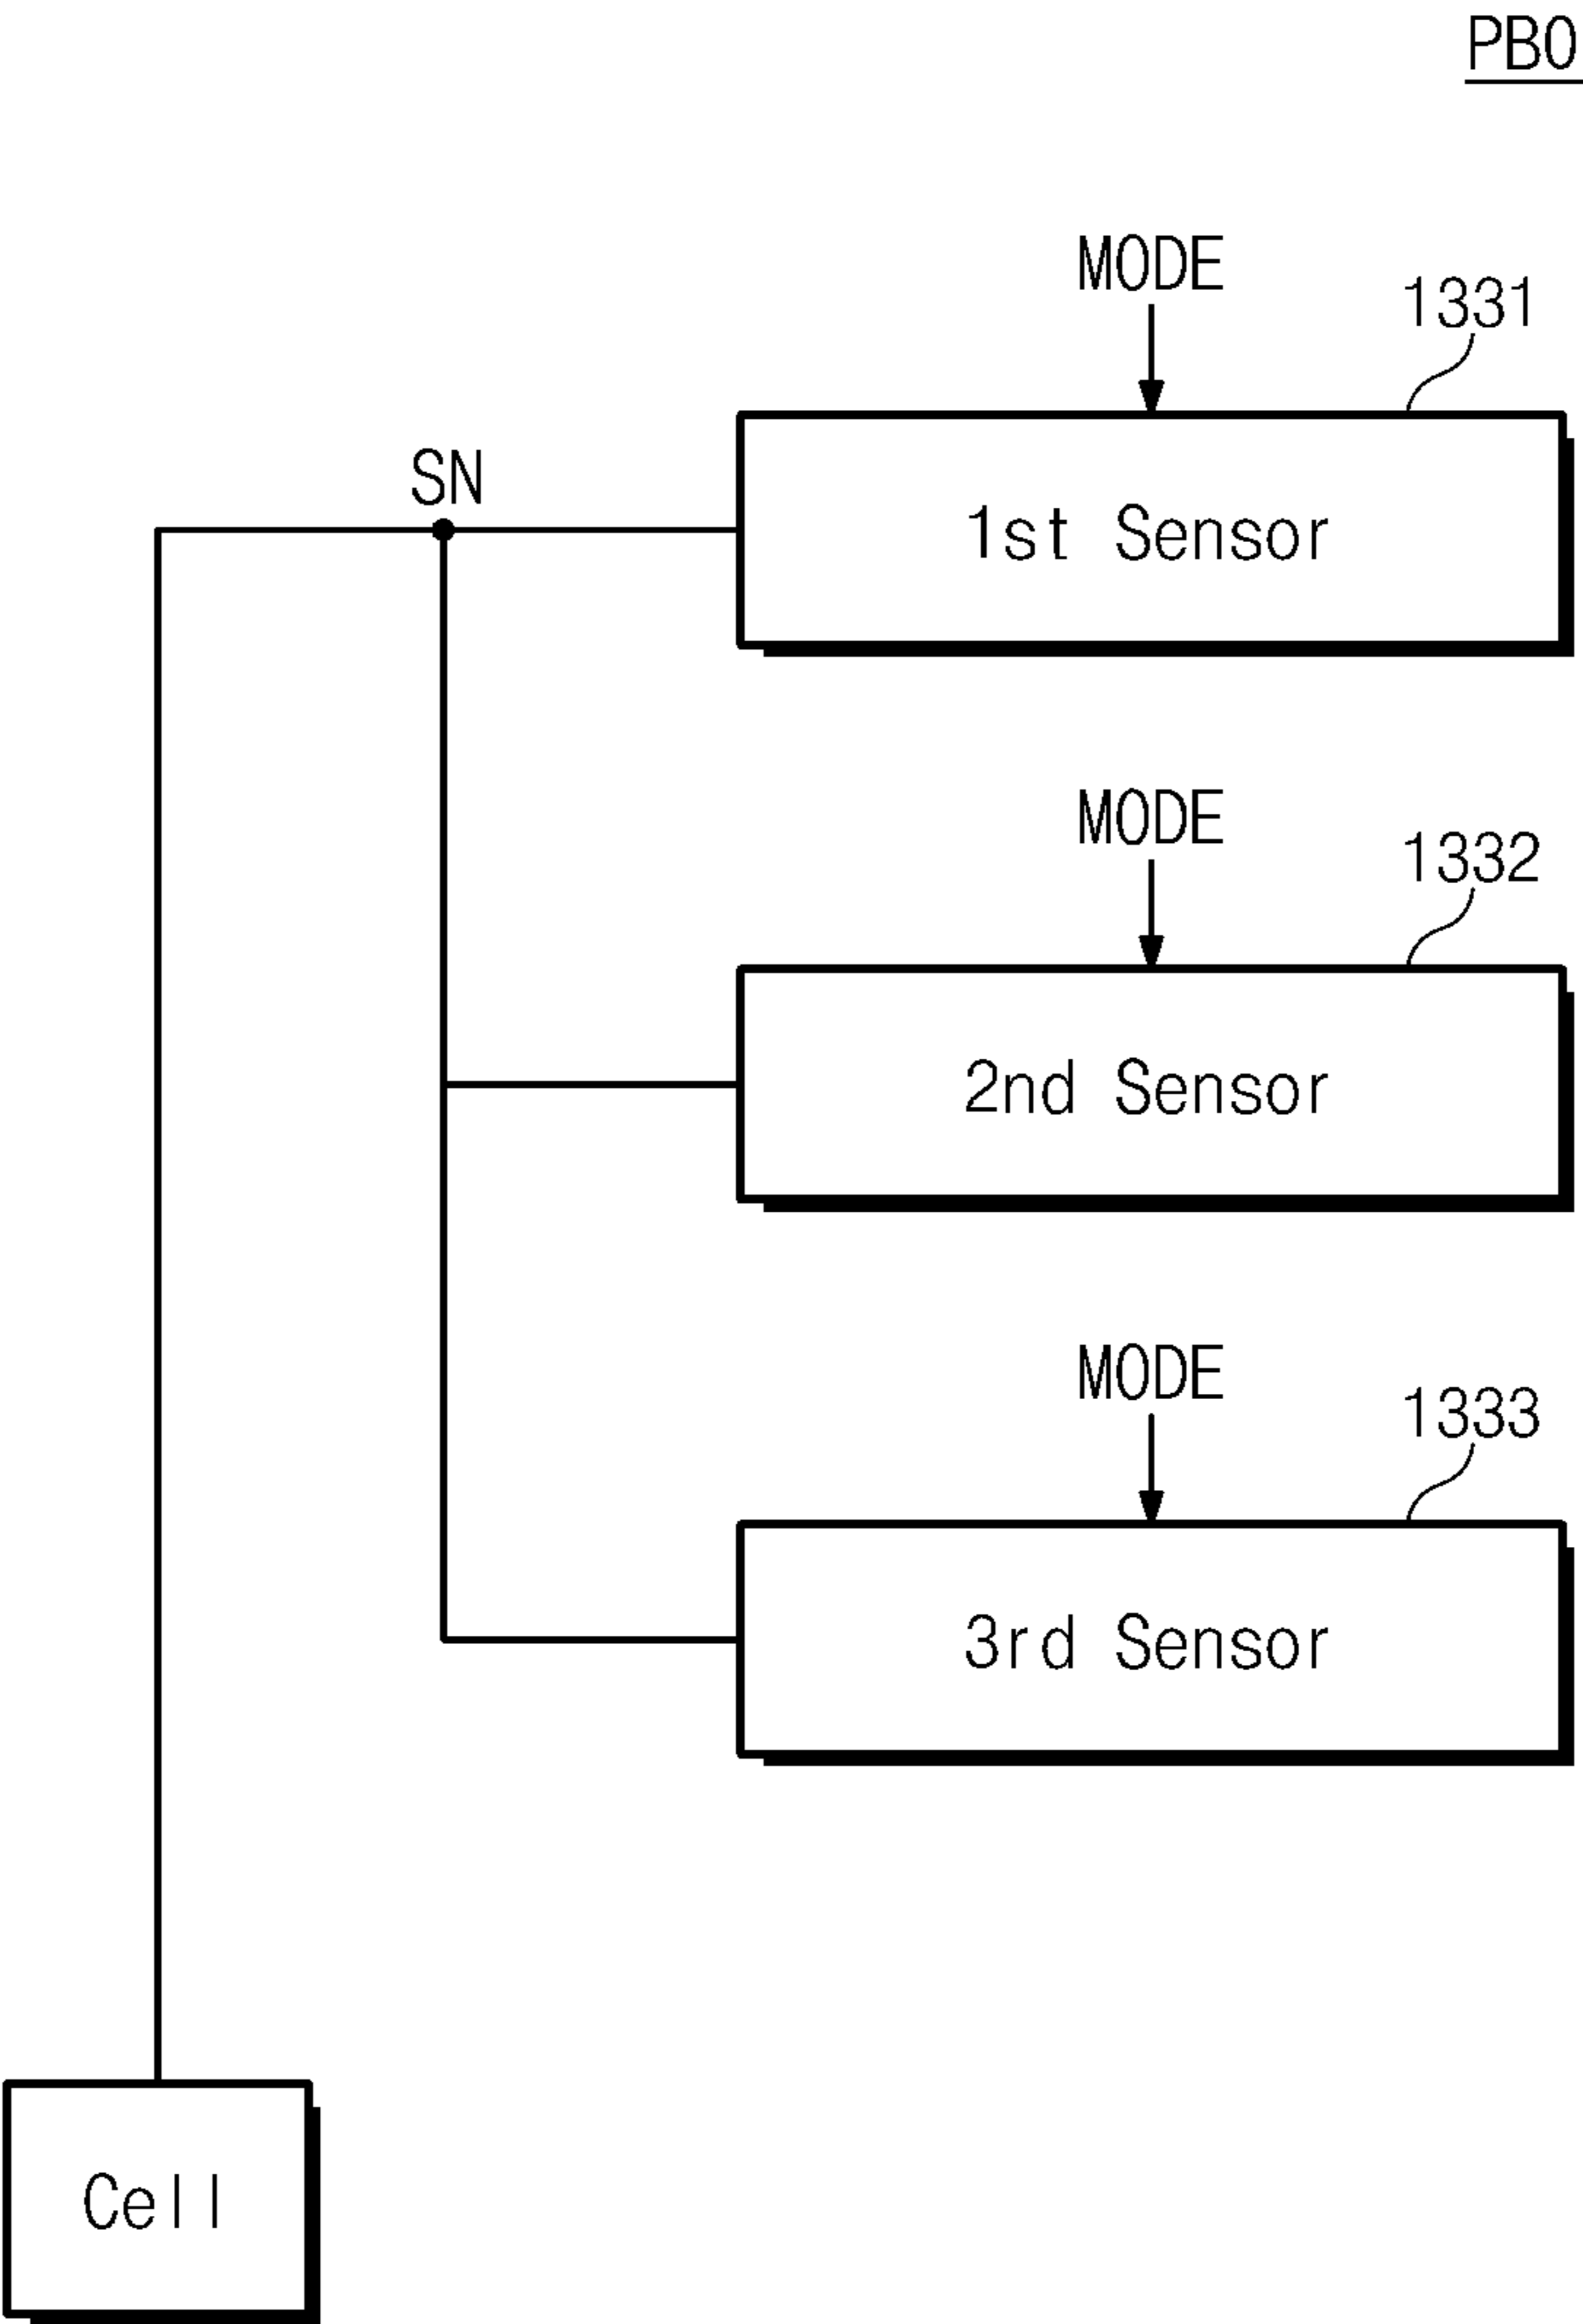 PB0
MODE
1331
SN
1st Sensor
MODE
1332
2nd Sensor
MODE
1333
3rd Sensor
Cell